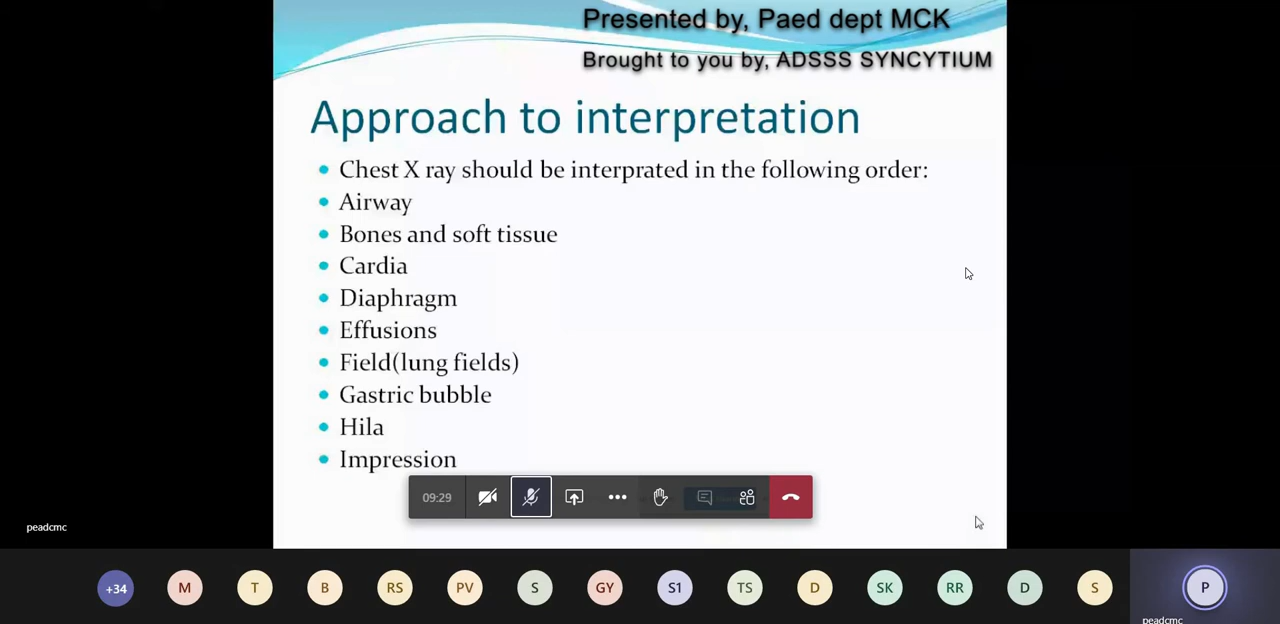 Presented by, Paed dept MCK
Brought to you by, ADSSS SYNCYTIUM
Approach to interpretation
Chest X ray should be interprated in the following order:
Airway
Bones and soft tissue
Cardia
Diaphragm
Effusions
Field(lung fields)
Gastric bubble
Hila
Impression
09:29
peadcmc
+34 M T B RS PV S GY S1 TS D SK RR D S P
peadcmc